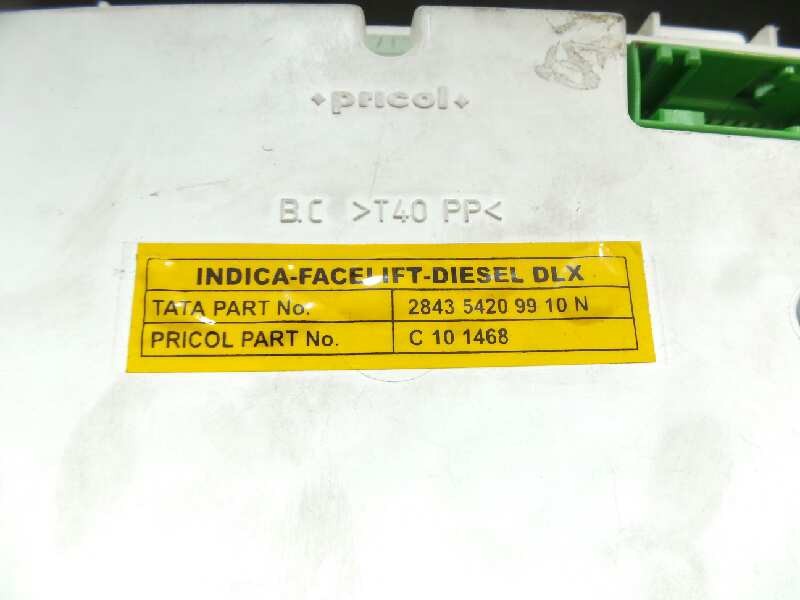 pricol
B.C >T40 PP<
INDICA-FACELIFT-DIESEL DLX
TATA PART No. 2843 5420 99 10 N
PRICOL PART No. C 10 1468